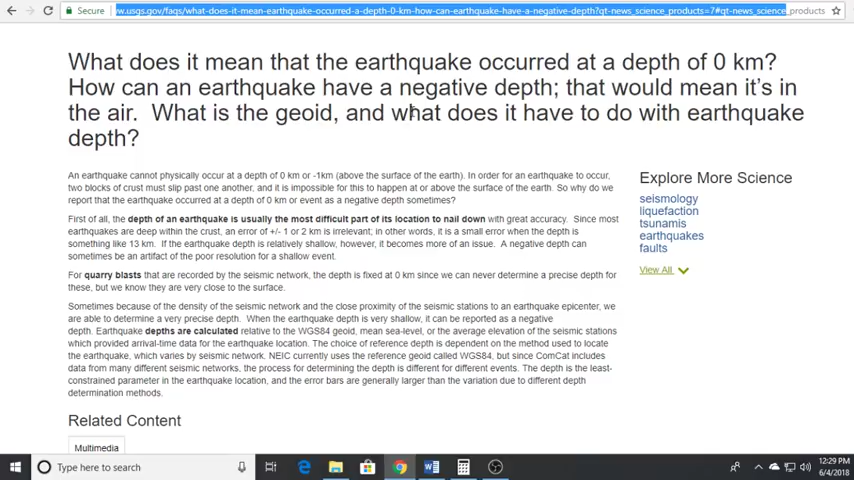 Secure
ww.usgs.gov/faqs/what-does-it-mean-earthquake-occurred-a-depth-0-km-how-can-earthquake-have-a-negative-depth?qt-news_science_products=7#qt-news_science_products
What does it mean that the earthquake occurred at a depth of 0 km?
How can an earthquake have a negative depth; that would mean it's in
the air. What is the geoid, and what does it have to do with earthquake
depth?
An earthquake cannot physically occur at a depth of 0 km or -1km (above the surface of the earth). In order for an earthquake to occur,
two blocks of crust must slip past one another, and it is impossible for this to happen at or above the surface of the earth. So why do we
report that the earthquake occurred at a depth of 0 km or event as a negative depth sometimes?
First of all, the depth of an earthquake is usually the most difficult part of its location to nail down with great accuracy. Since most
earthquakes are deep within the crust, an error of +/- 1 or 2 km is irrelevant; in other words, it is a small error when the depth is
something like 13 km. If the earthquake depth is relatively shallow, however, it becomes more of an issue. A negative depth can
sometimes be an artifact of the poor resolution for a shallow event.
For quarry blasts that are recorded by the seismic network, the depth is fixed at 0 km since we can never determine a precise depth for
these, but we know they are very close to the surface.
Sometimes because of the density of the seismic network and the close proximity of the seismic stations to an earthquake epicenter, we
are able to determine a very precise depth. When the earthquake depth is very shallow, it can be reported as a negative
depth. Earthquake depths are calculated relative to the WGS84 geoid, mean sea-level, or the average elevation of the seismic stations
which provided arrival-time data for the earthquake location. The choice of reference depth is dependent on the method used to locate
the earthquake, which varies by seismic network. NEIC currently uses the reference geoid called WGS84, but since ComCat includes
data from many different seismic networks, the process for determining the depth is different for different events. The depth is the least-
constrained parameter in the earthquake location, and the error bars are generally larger than the variation due to different depth
determination methods.
Related Content
Multimedia
Explore More Science
seismology
liquefaction
tsunamis
earthquakes
faults
View All
Type here to search
12:29 PM
6/4/2018